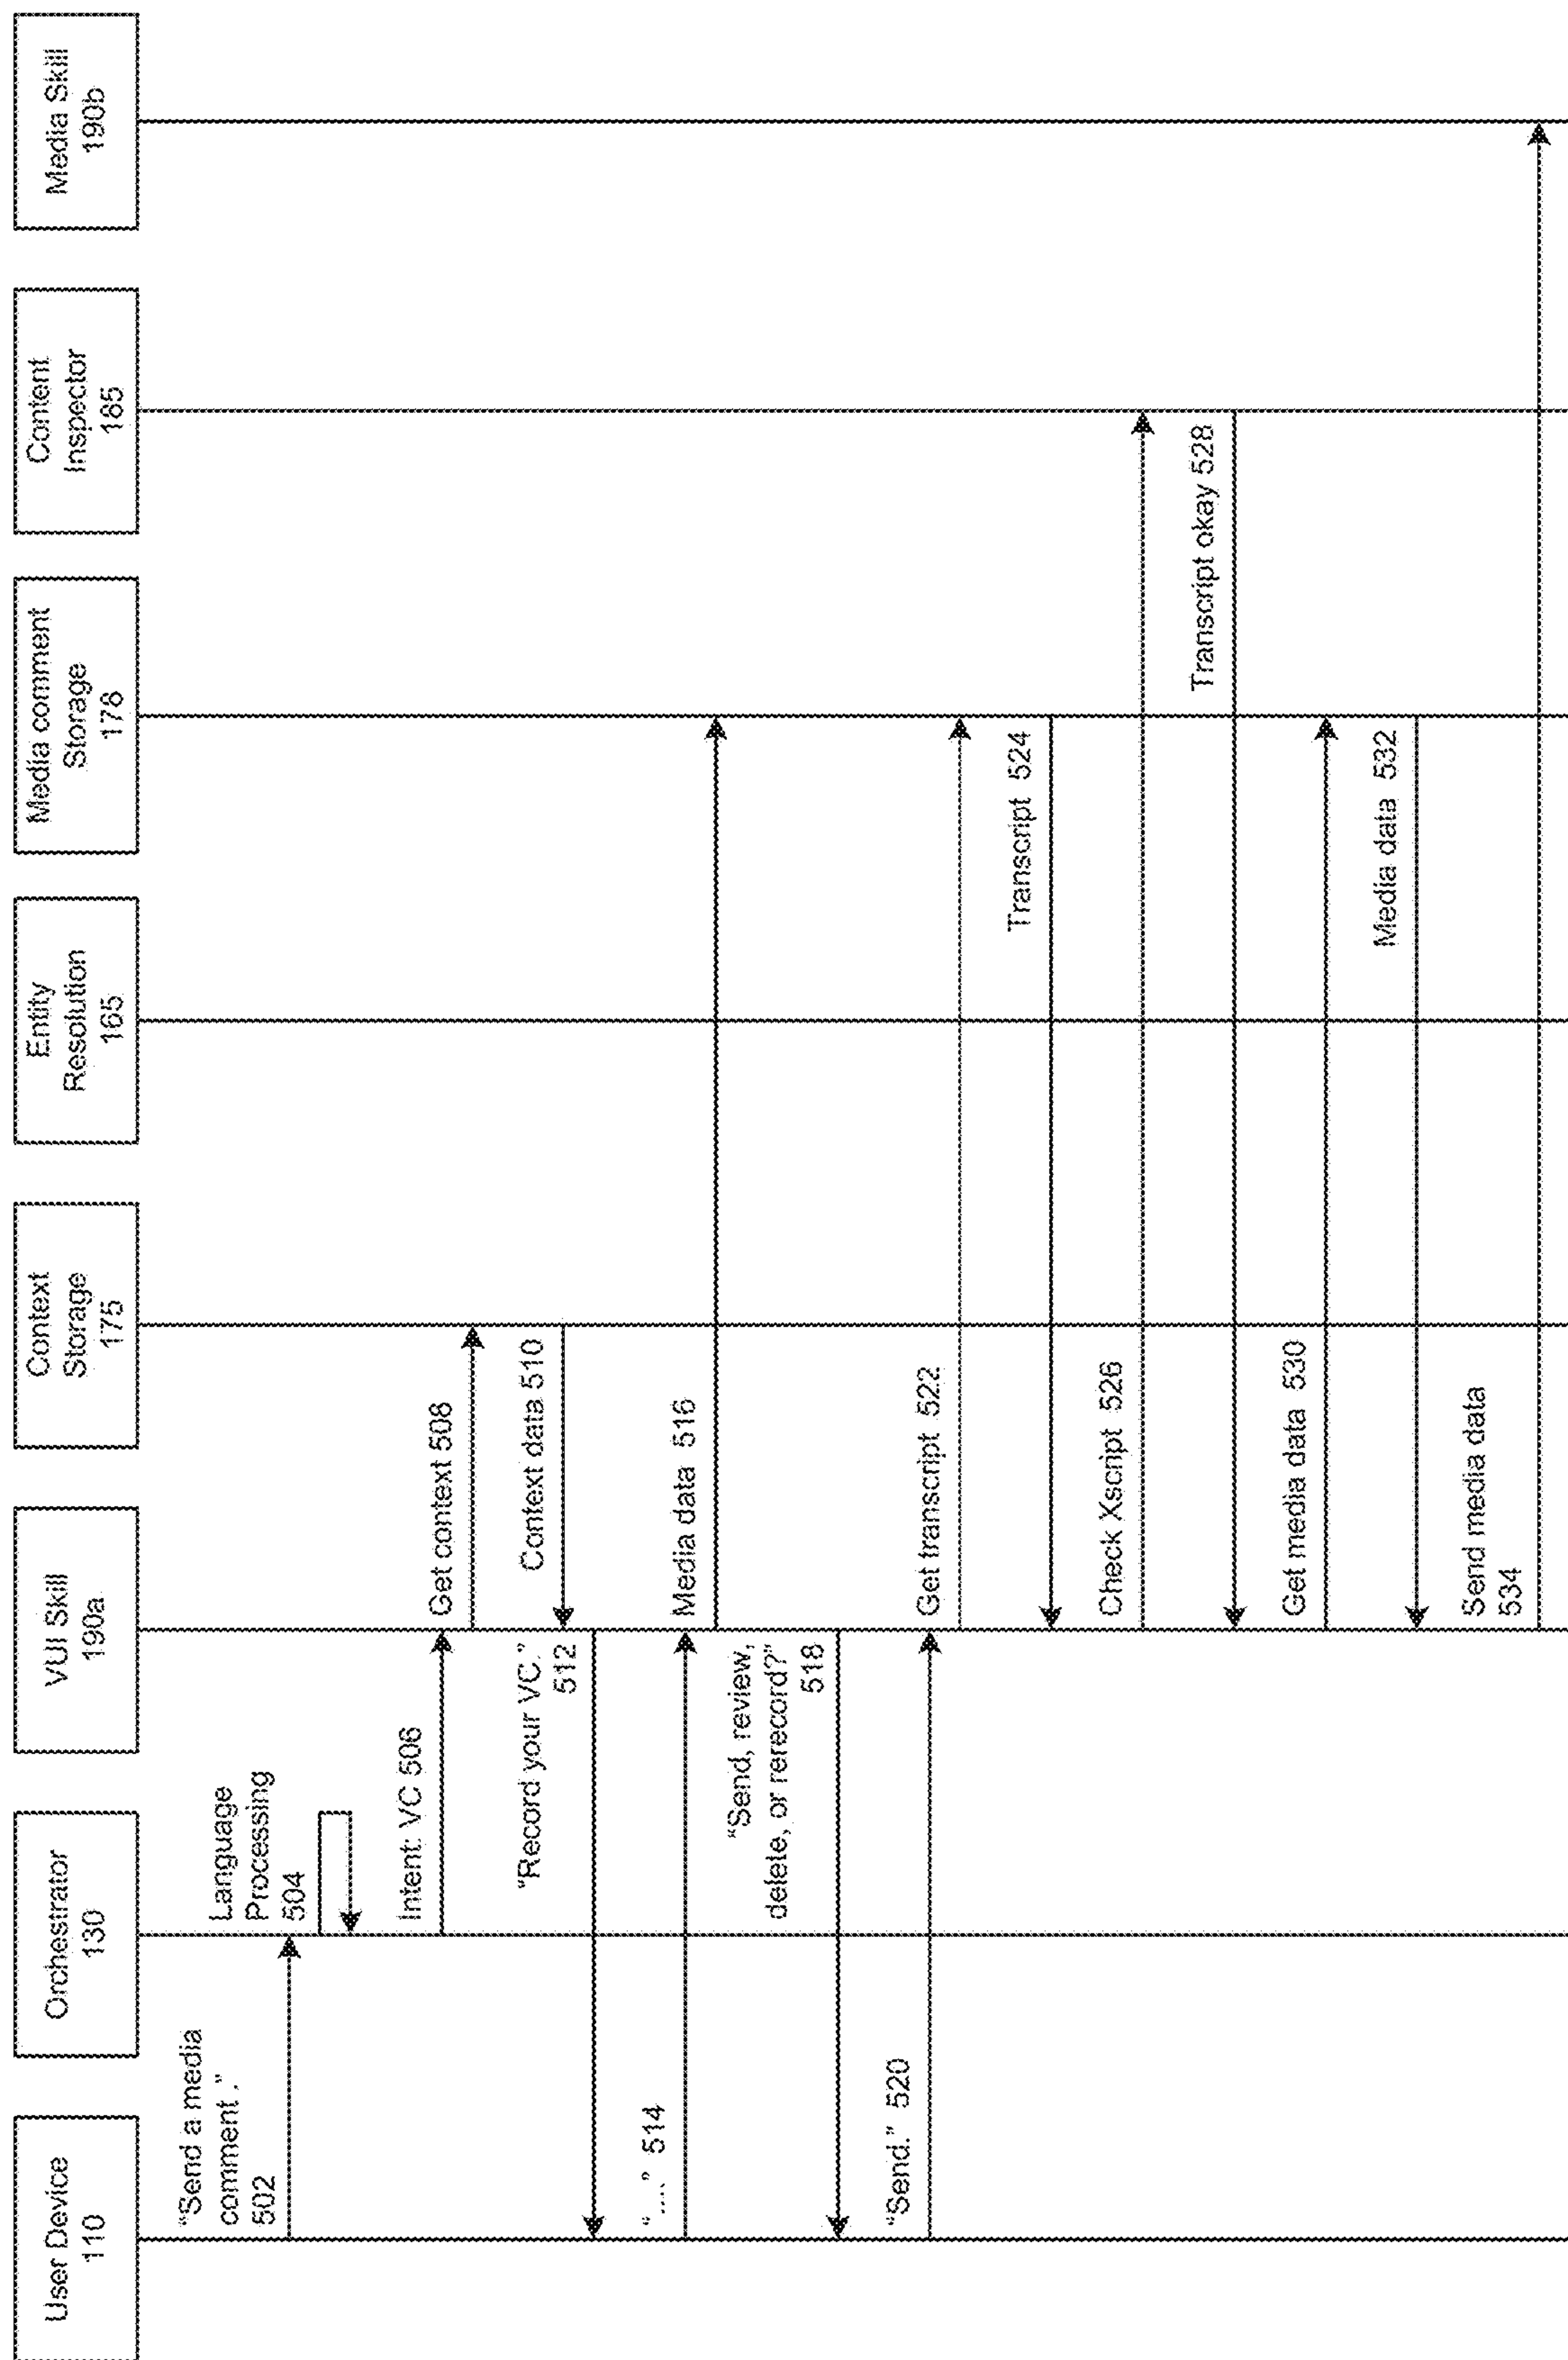 User Device
110
Orchestrator
130
VUI Skill
190a
Context
Storage
175
Entity
Resolution
165
Media comment
Storage
178
Content
Inspector
185
Media Skill
190b
“Send a media
comment .”
502
Language
Processing
504
Intent: VC 506
Get context 508
Context data 510
“Record your VC.”
512
“....” 514
Media data 516
“Send, review,
delete, or rerecord?”
518
“Send.” 520
Get transcript 522
Transcript 524
Check Xscript 526
Transcript okay 528
Get media data 530
Media data 532
Send media data
534